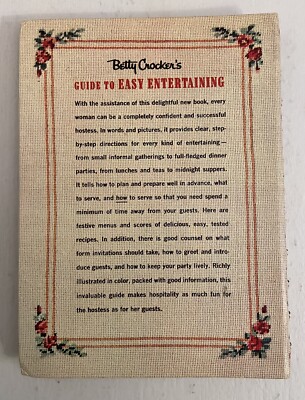 Betty Crocker's
GUIDE TO EASY ENTERTAINING
With the assistance of this delightful new book, every
woman can be a completely confident and successful
hostess. In words and pictures, it provides clear, step-
by-step directions for every kind of entertaining—
from small informal gatherings to full-fledged dinner
parties, from lunches and teas to midnight suppers.
It tells how to plan and prepare well in advance, what
to serve, and how to serve so that you need spend a
minimum of time away from your guests. Here are
festive menus and scores of delicious, easy, tested
recipes. In addition, there is good counsel on what
form invitations should take, how to greet and intro-
duce guests, and how to keep your party lively. Richly
illustrated in color, packed with good information, this
invaluable guide makes hospitality as much fun for
the hostess as for her guests.